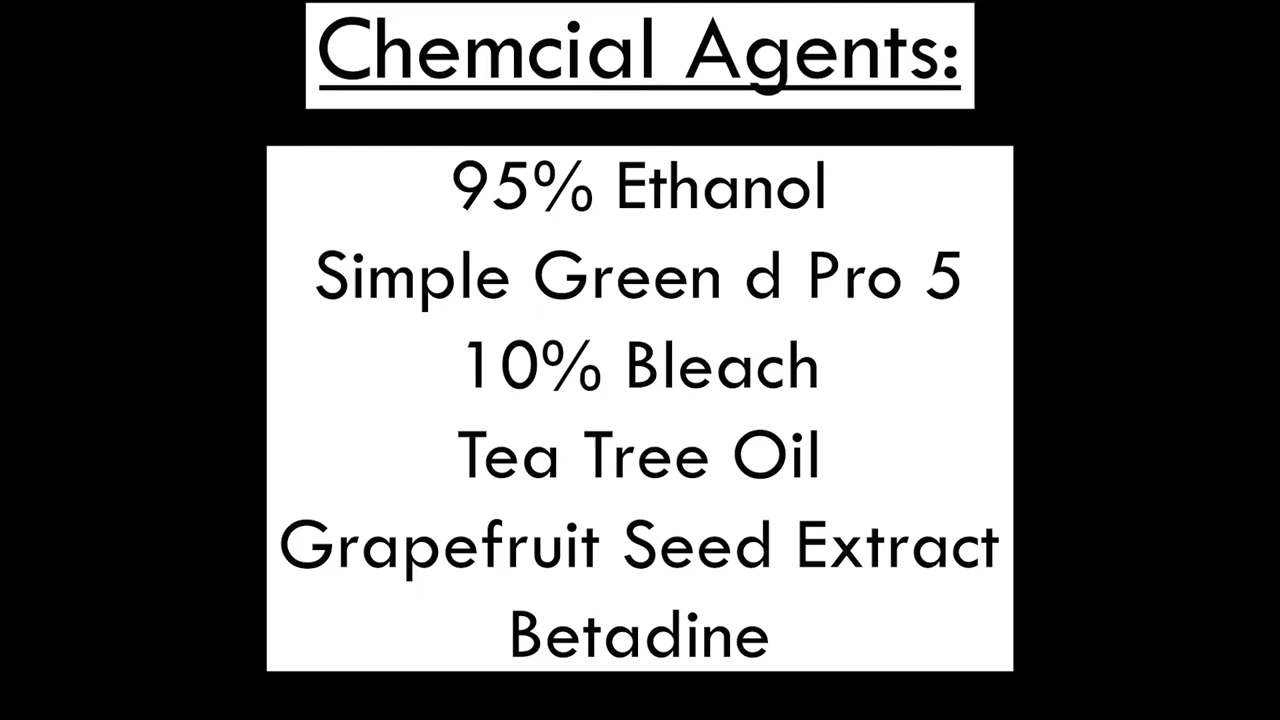 Chemcial Agents:
95% Ethanol
Simple Green d Pro 5
10% Bleach
Tea Tree Oil
Grapefruit Seed Extract
Betadine